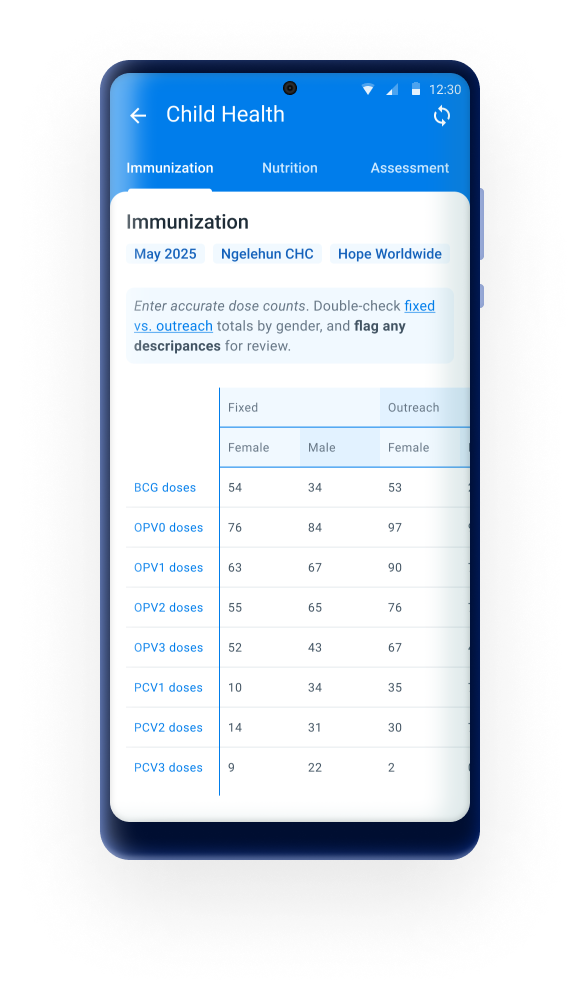 12:30
Child Health
Immunization Nutrition Assessment
Immunization
May 2025 Ngelehun CHC Hope Worldwide
Enter accurate dose counts. Double-check fixed
vs. outreach totals by gender, and flag any
descripances for review.
Fixed Outreach
Female Male Female
BCG doses 54 34 53
OPV0 doses 76 84 97
OPV1 doses 63 67 90
OPV2 doses 55 65 76
OPV3 doses 52 43 67
PCV1 doses 10 34 35
PCV2 doses 14 31 30
PCV3 doses 9 22 2